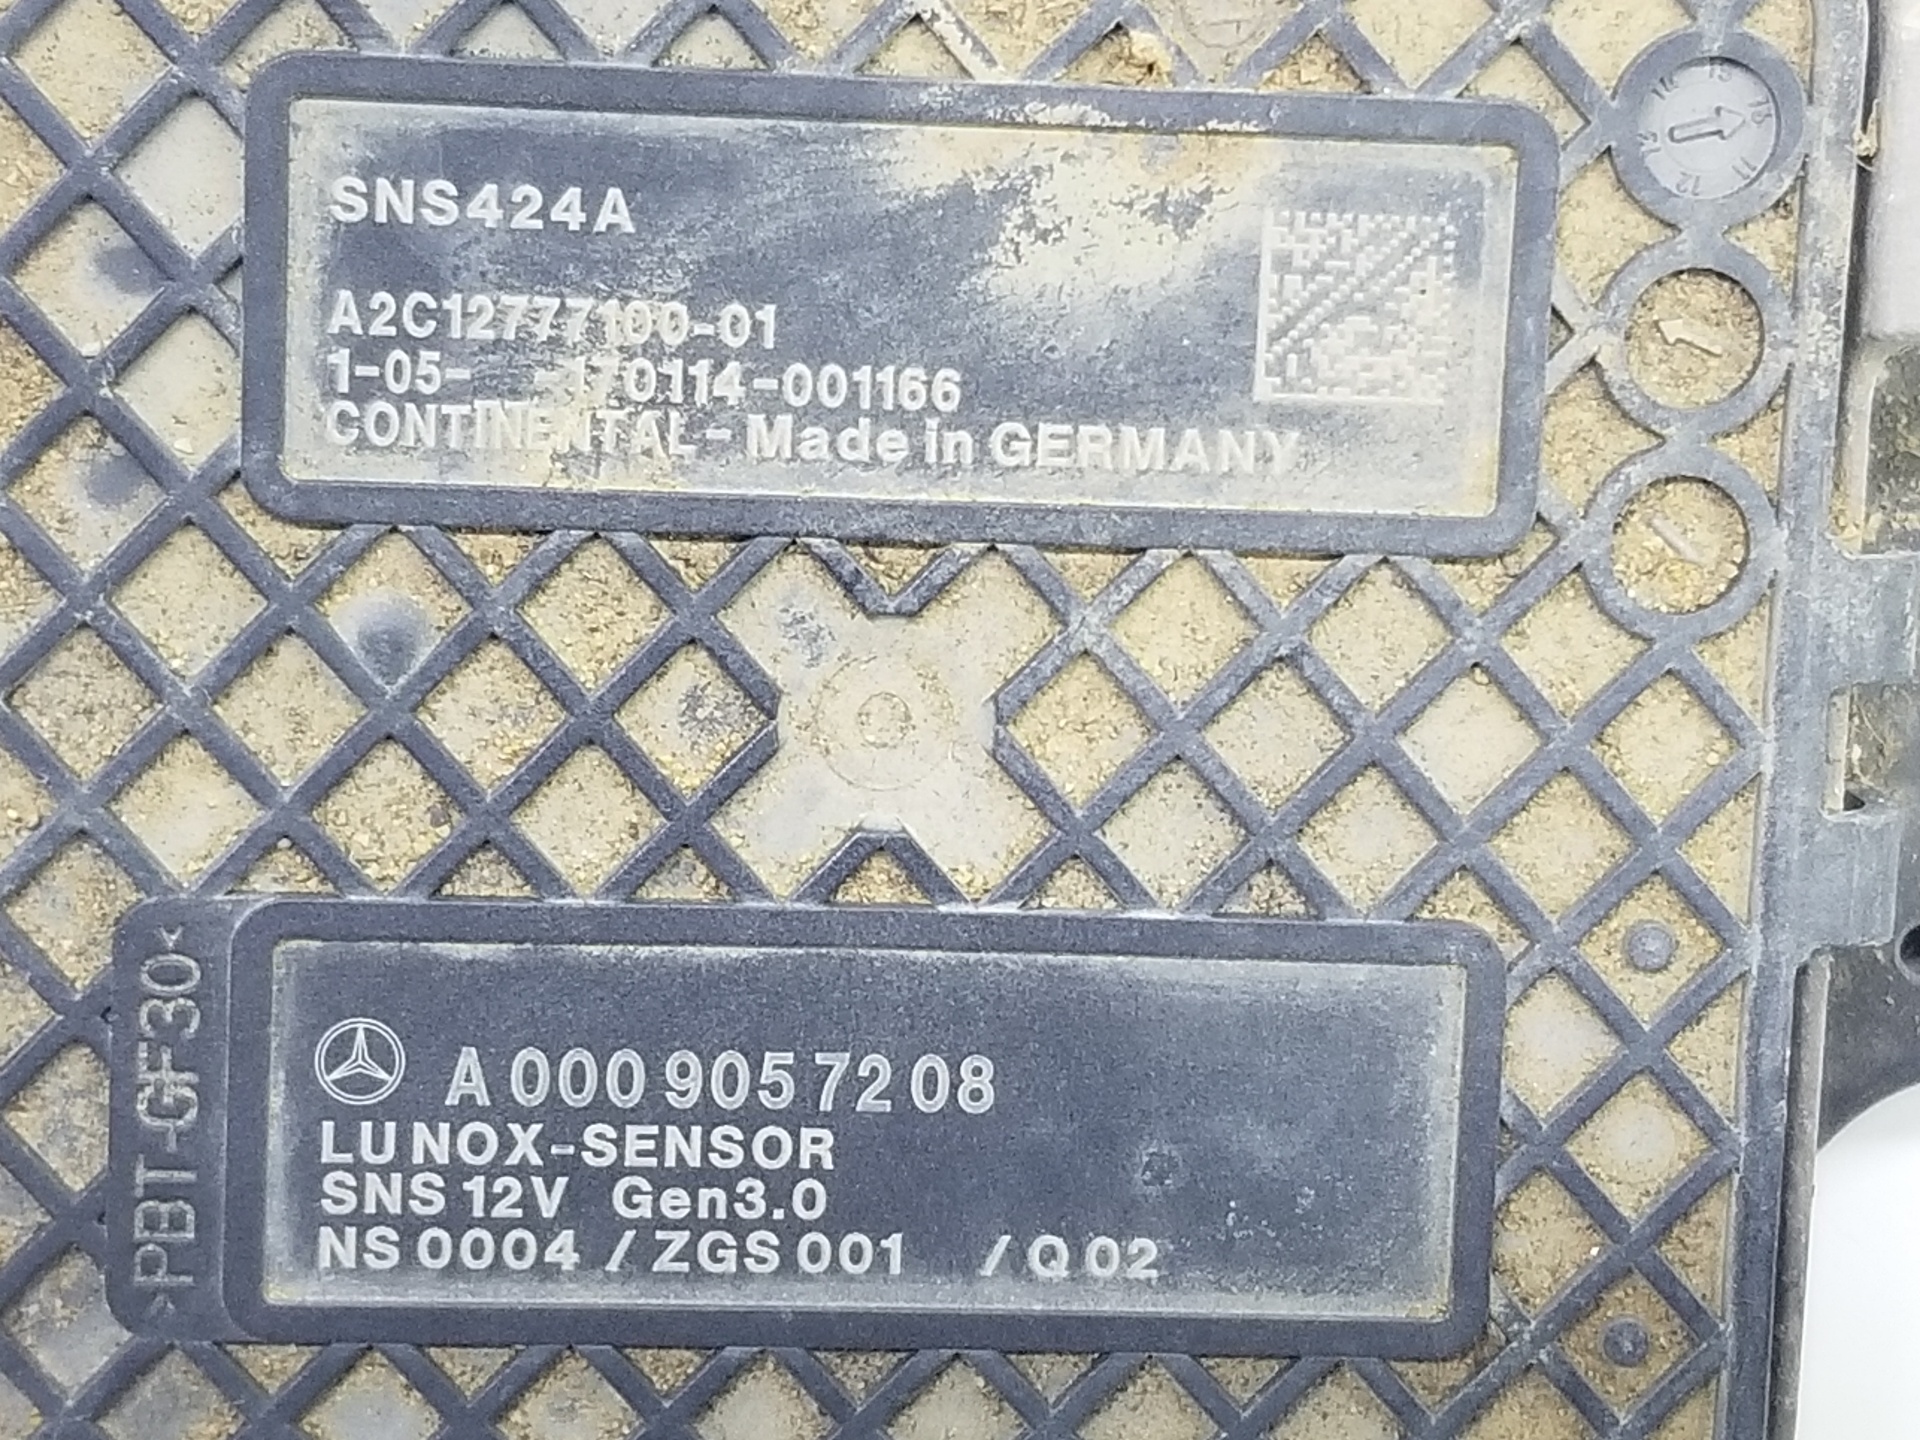 SNS424A
A2C12777100-01
1-05- -170114-001166
CONTINENTAL - Made in GERMANY
>PBT-GF30<
A 000 905 72 08
LU NOX-SENSOR
SNS 12V Gen3.0
NS 0004 / ZGS 001 / Q 02